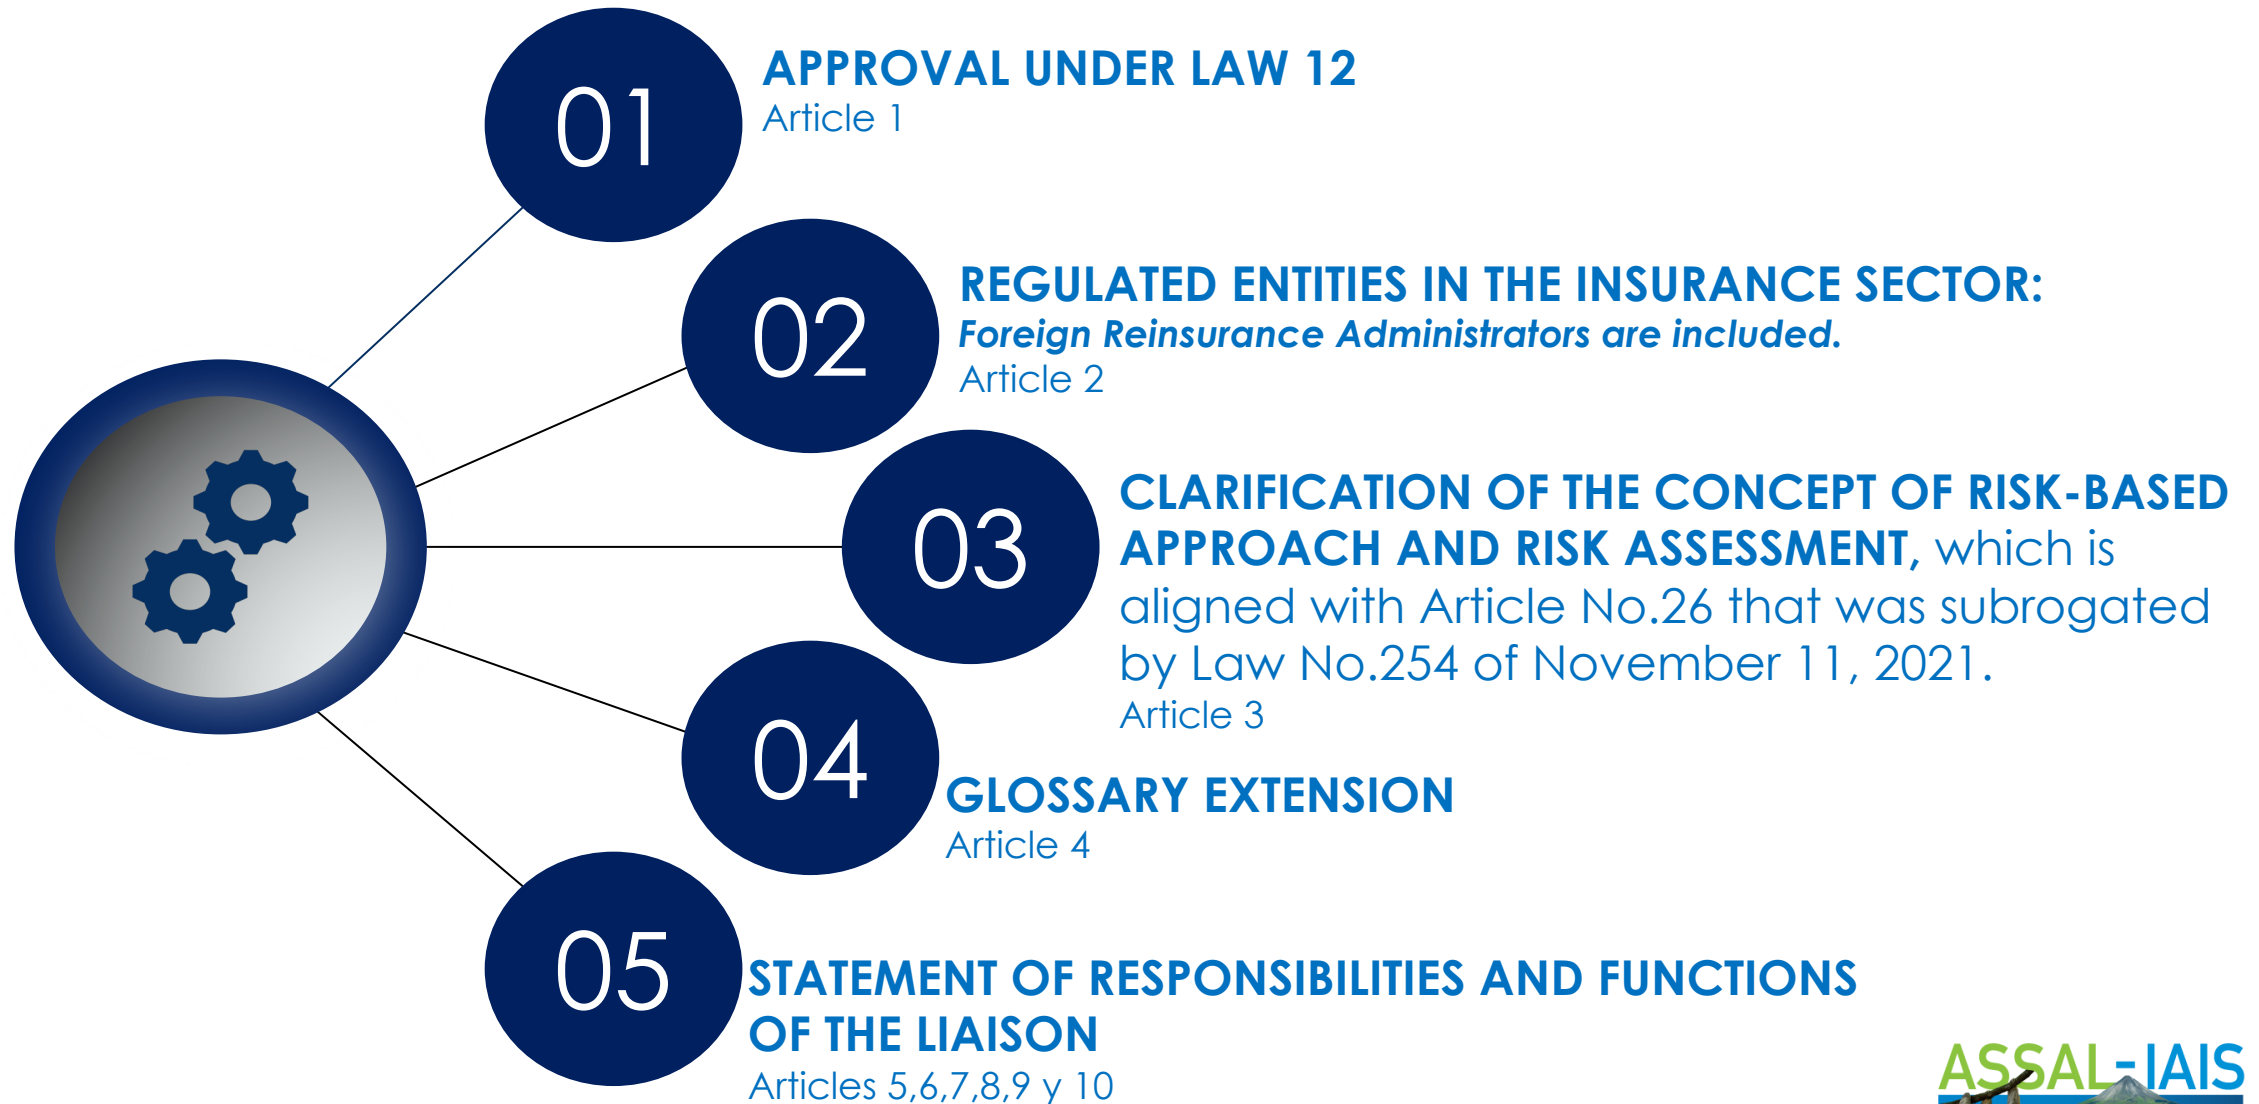 01
APPROVAL UNDER LAW 12
Article 1
02
REGULATED ENTITIES IN THE INSURANCE SECTOR:
Foreign Reinsurance Administrators are included.
Article 2
03
CLARIFICATION OF THE CONCEPT OF RISK-BASED
APPROACH AND RISK ASSESSMENT, which is
aligned with Article No.26 that was subrogated
by Law No.254 of November 11, 2021.
Article 3
04
GLOSSARY EXTENSION
Article 4
05
STATEMENT OF RESPONSIBILITIES AND FUNCTIONS
OF THE LIAISON
Articles 5,6,7,8,9 y 10
ASSAL-IAIS